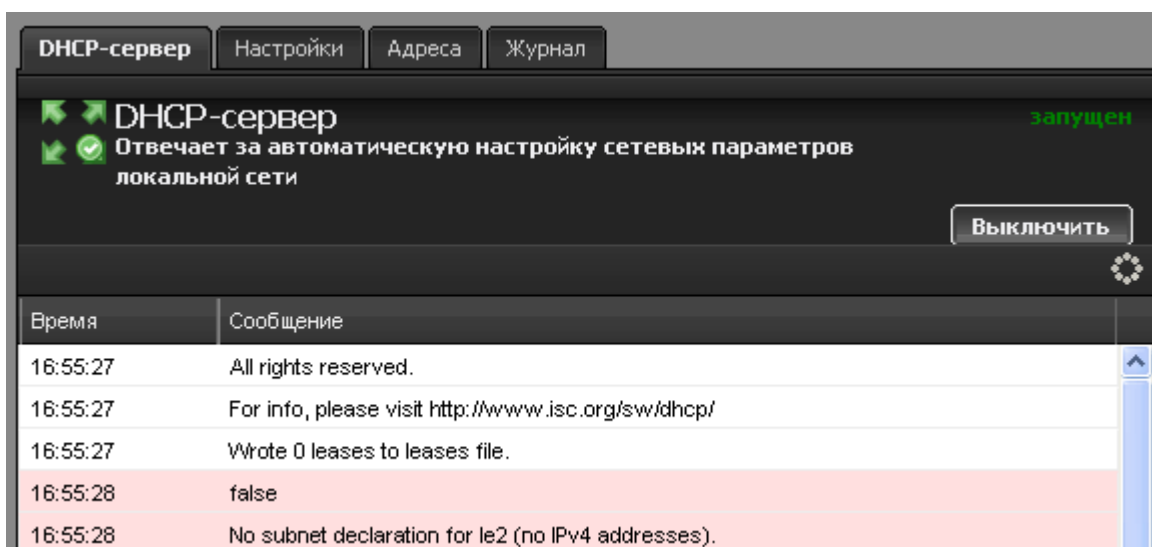 DHCP-сервер Настройки Адреса Журнал
DHCP-сервер запущен
Отвечает за автоматическую настройку сетевых параметров
локальной сети
Выключить
Время Сообщение
16:55:27 All rights reserved.
16:55:27 For info, please visit http://www.isc.org/sw/dhcp/
16:55:27 Wrote 0 leases to leases file.
16:55:28 false
16:55:28 No subnet declaration for le2 (no IPv4 addresses).